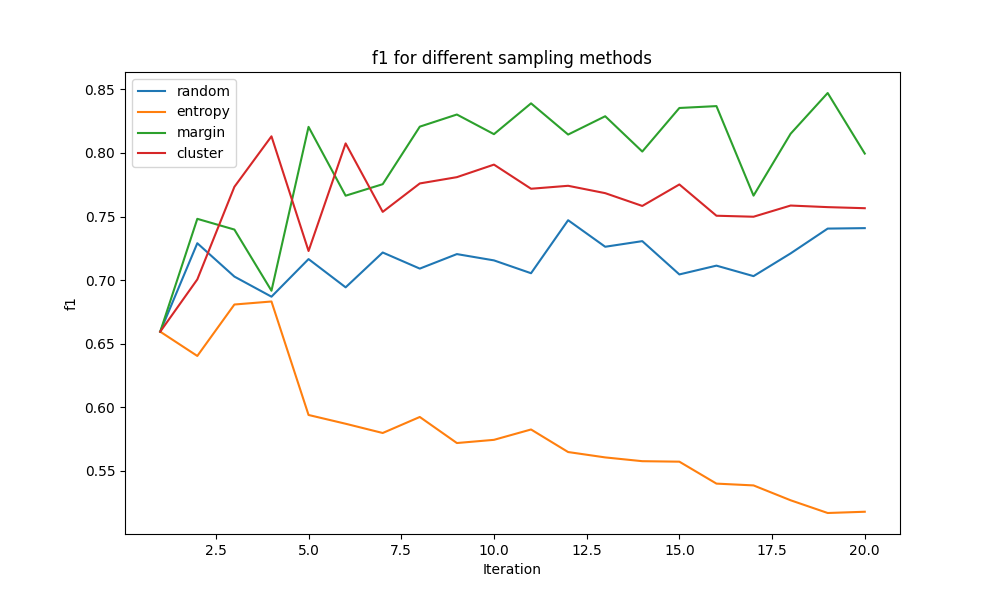 f1 for different sampling methods
random
entropy
margin
cluster
f1
0.85
0.80
0.75
0.70
0.65
0.60
0.55
2.5 5.0 7.5 10.0 12.5 15.0 17.5 20.0
Iteration